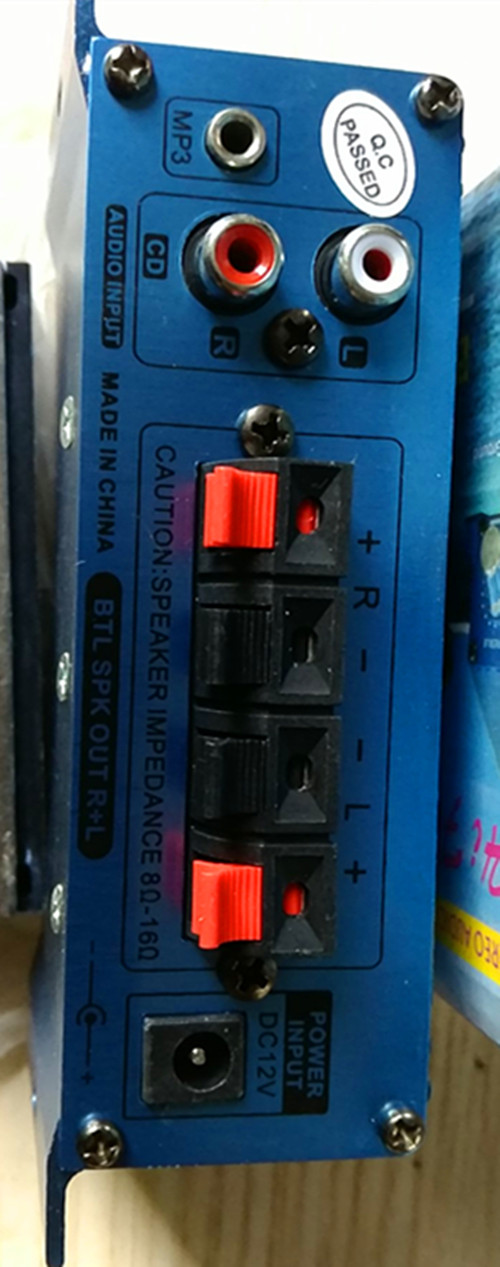 Q.C
PASSED
MP3
CD
R
L
AUDIO INPUT
MADE IN CHINA
CAUTION:SPEAKER IMPEDANCE 8Ω-16Ω
+ R - - L +
BTL SPK OUT R+L
POWER
INPUT
DC12V
- +